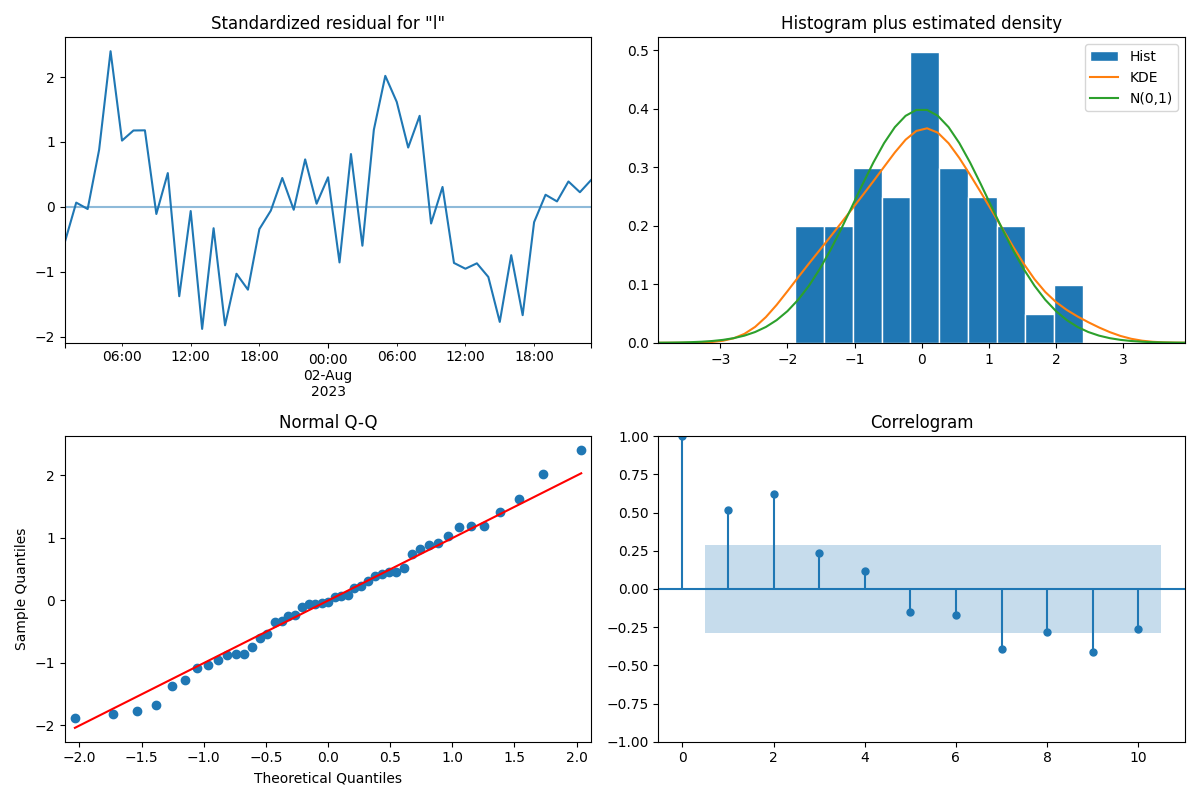 Standardized residual for "l"
2
1
0
−1
−2
06:00 12:00 18:00 00:00 06:00 12:00 18:00
02-Aug
2023
Histogram plus estimated density
0.5
0.4
0.3
0.2
0.1
0.0
−3 −2 −1 0 1 2 3
Hist
KDE
N(0,1)
Normal Q-Q
Sample Quantiles
2
1
0
−1
−2
−2.0 −1.5 −1.0 −0.5 0.0 0.5 1.0 1.5 2.0
Theoretical Quantiles
Correlogram
1.00
0.75
0.50
0.25
0.00
−0.25
−0.50
−0.75
−1.00
0 2 4 6 8 10